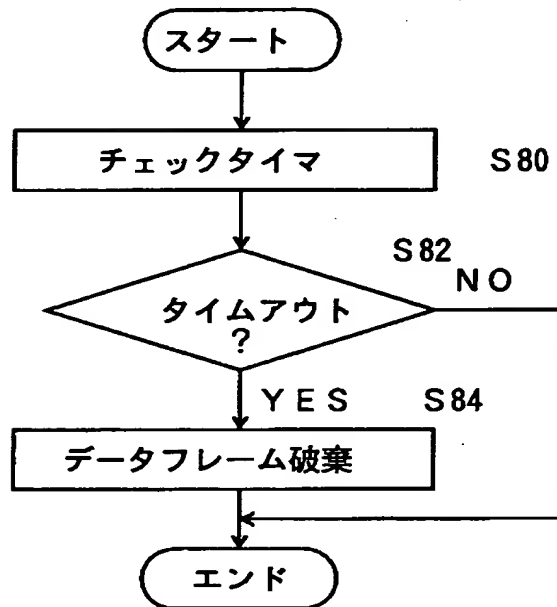 スタート
チェックタイマ S80
S82
NO
タイムアウト
?
YES S84
データフレーム破棄
エンド